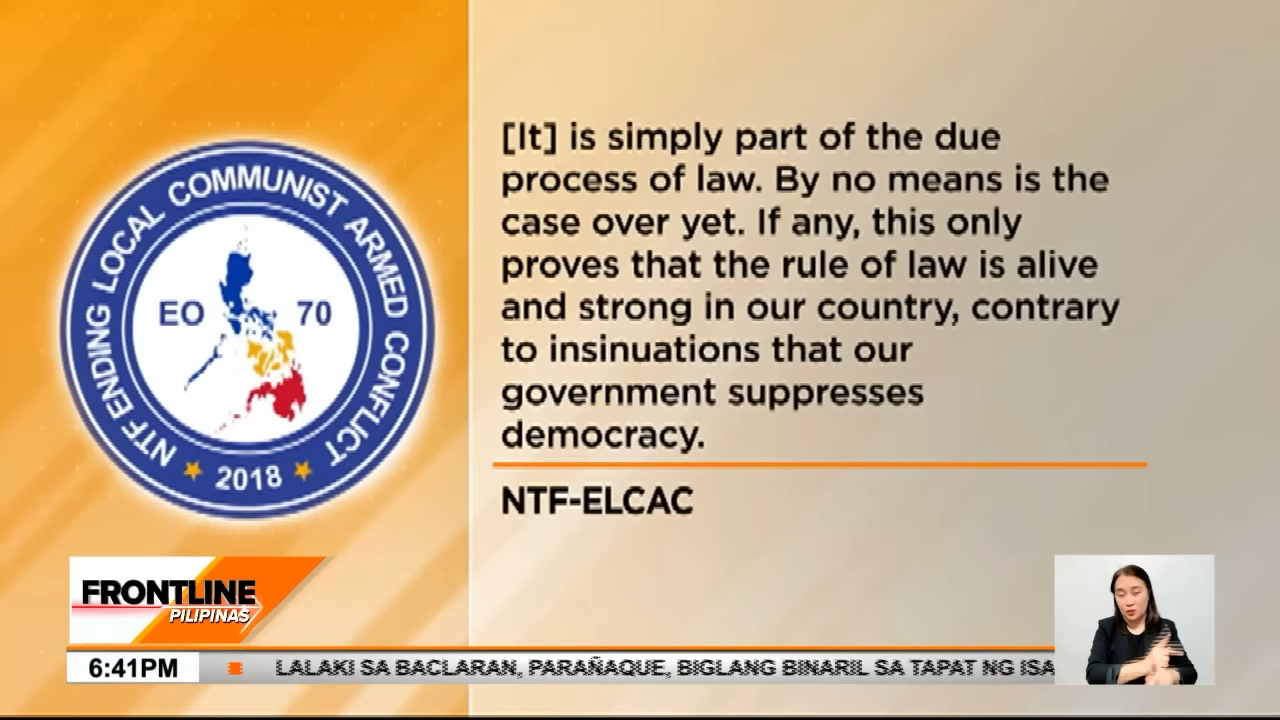 [It] is simply part of the due
process of law. By no means is the
case over yet. If any, this only
proves that the rule of law is alive
and strong in our country, contrary
to insinuations that our
government suppresses
democracy.
NTF-ELCAC
NTF ENDING LOCAL COMMUNIST ARMED CONFLICT
EO 70
2018
FRONTLINE
PILIPINAS
6:41PM
LALAKI SA BACLARAN, PARAÑAQUE, BIGLANG BINARIL SA TAPAT NG ISA